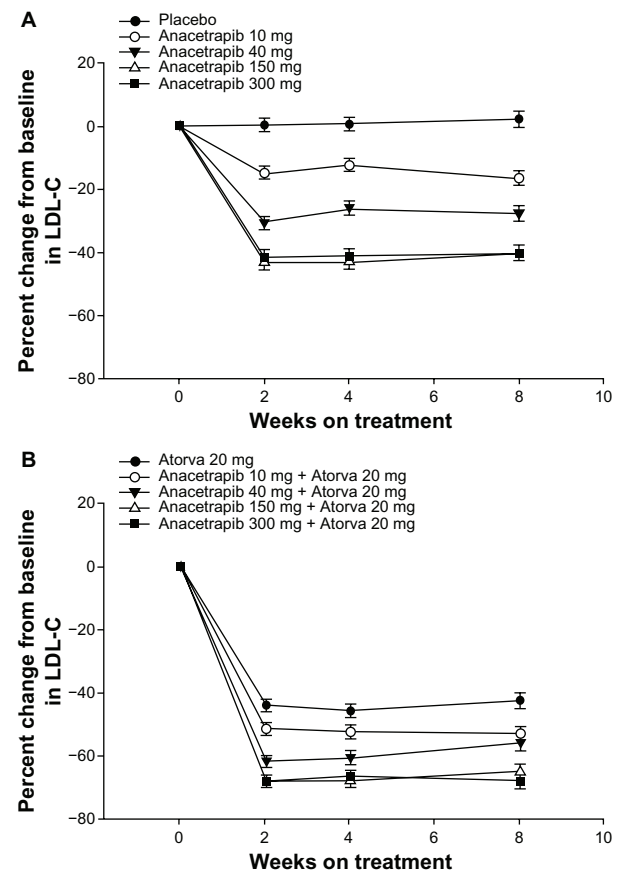 A
Placebo
Anacetrapib 10 mg
Anacetrapib 40 mg
Anacetrapib 150 mg
Anacetrapib 300 mg
20
0
−20
−40
−60
−80
Percent change from baseline
in LDL-C
0 2 4 6 8 10
Weeks on treatment
B
Atorva 20 mg
Anacetrapib 10 mg + Atorva 20 mg
Anacetrapib 40 mg + Atorva 20 mg
Anacetrapib 150 mg + Atorva 20 mg
Anacetrapib 300 mg + Atorva 20 mg
20
0
−20
−40
−60
−80
Percent change from baseline
in LDL-C
0 2 4 6 8 10
Weeks on treatment